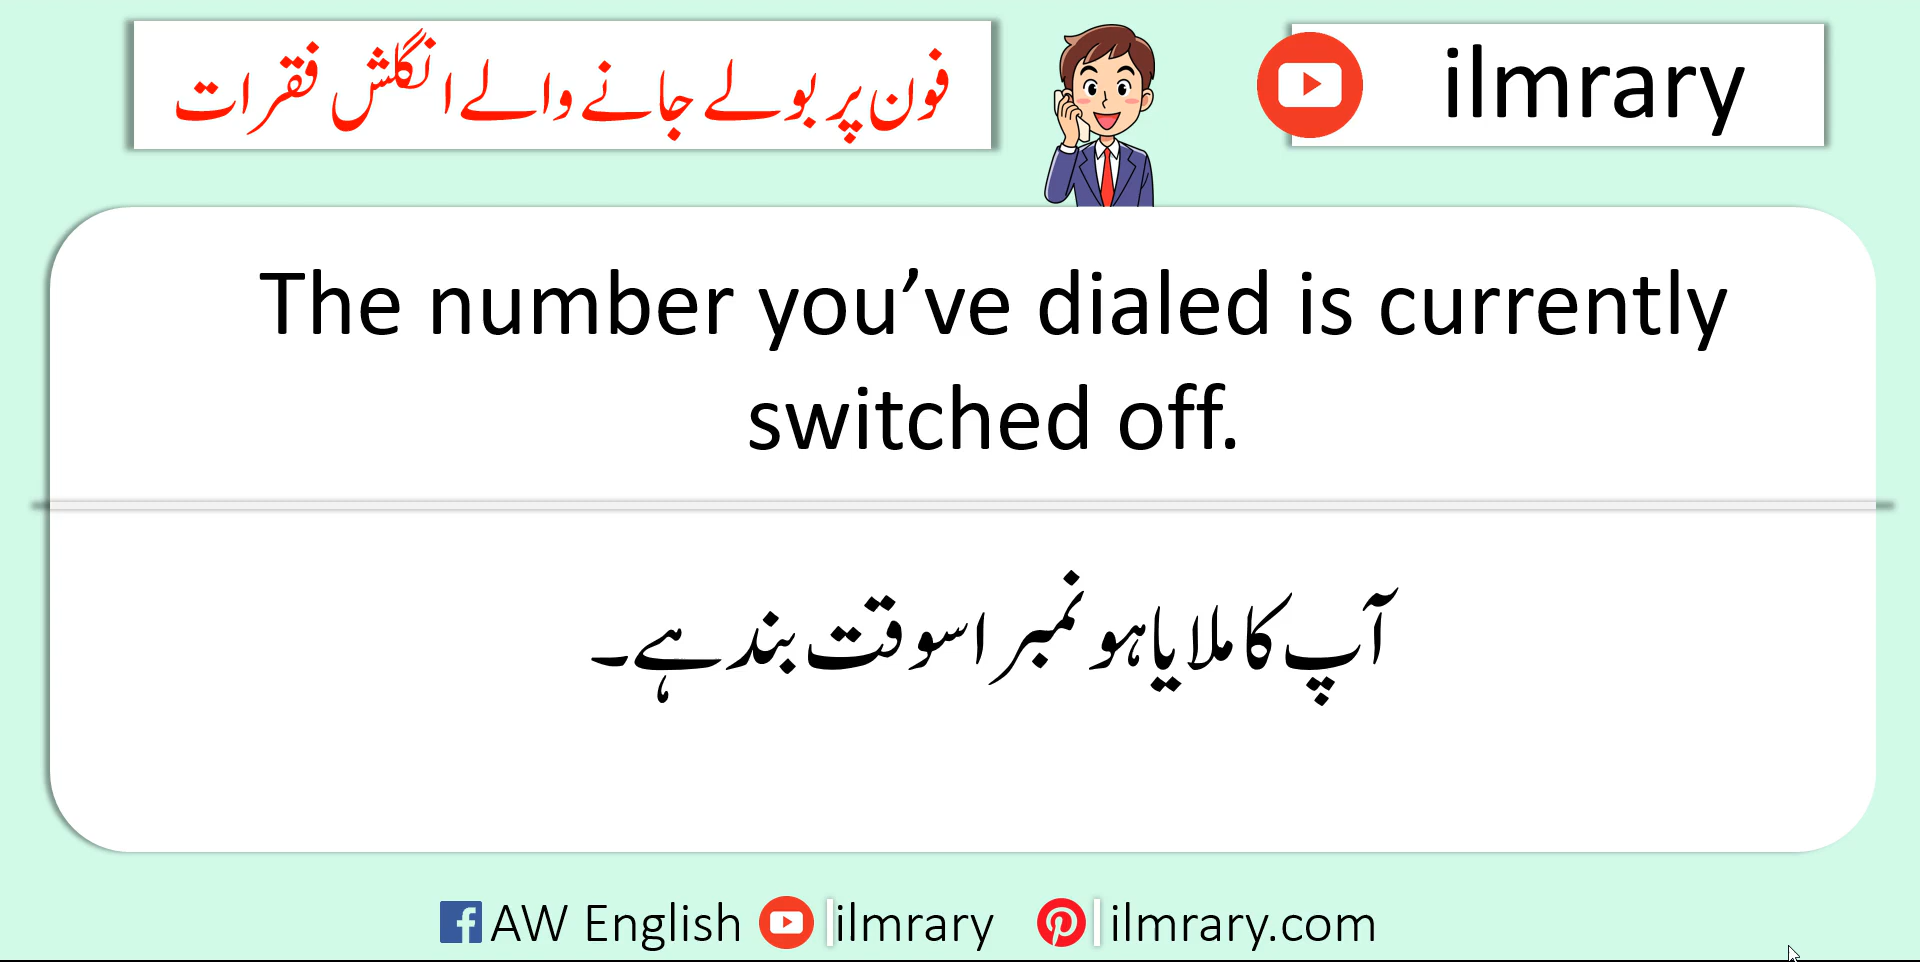 فون پر بولے جانے والے انگلش فقرات
ilmrary
The number you’ve dialed is currently
switched off.
آپ کا ملایا ہو نمبر اسوقت بند ہے۔
AW English ilmrary ilmrary.com